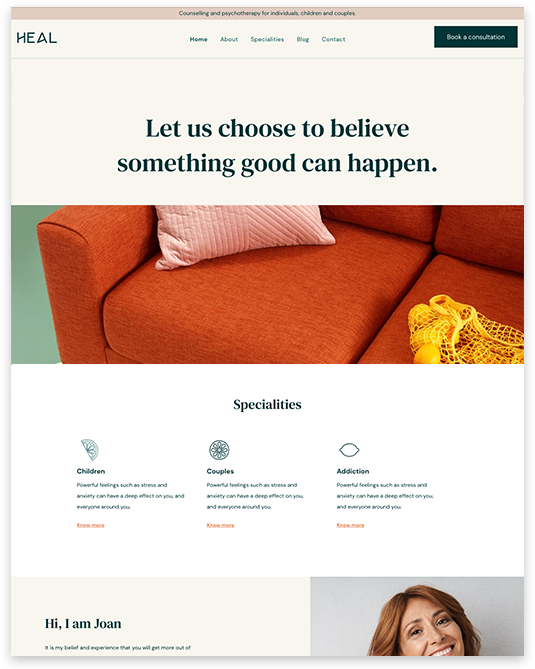 Counselling and psychotherapy for individuals, children and couples.
HEAL
Home About Specialities Blog Contact
Book a consultation
Let us choose to believe
something good can happen.
Specialities
Children
Powerful feelings such as stress and
anxiety can have a deep effect on you, and
everyone around you.
Know more
Couples
Powerful feelings such as stress and
anxiety can have a deep effect on you,
and everyone around you.
Know more
Addiction
Powerful feelings such as stress and
anxiety can have a deep effect on you,
and everyone around you.
Know more
Hi, I am Joan
It is my belief and experience that you will get more out of